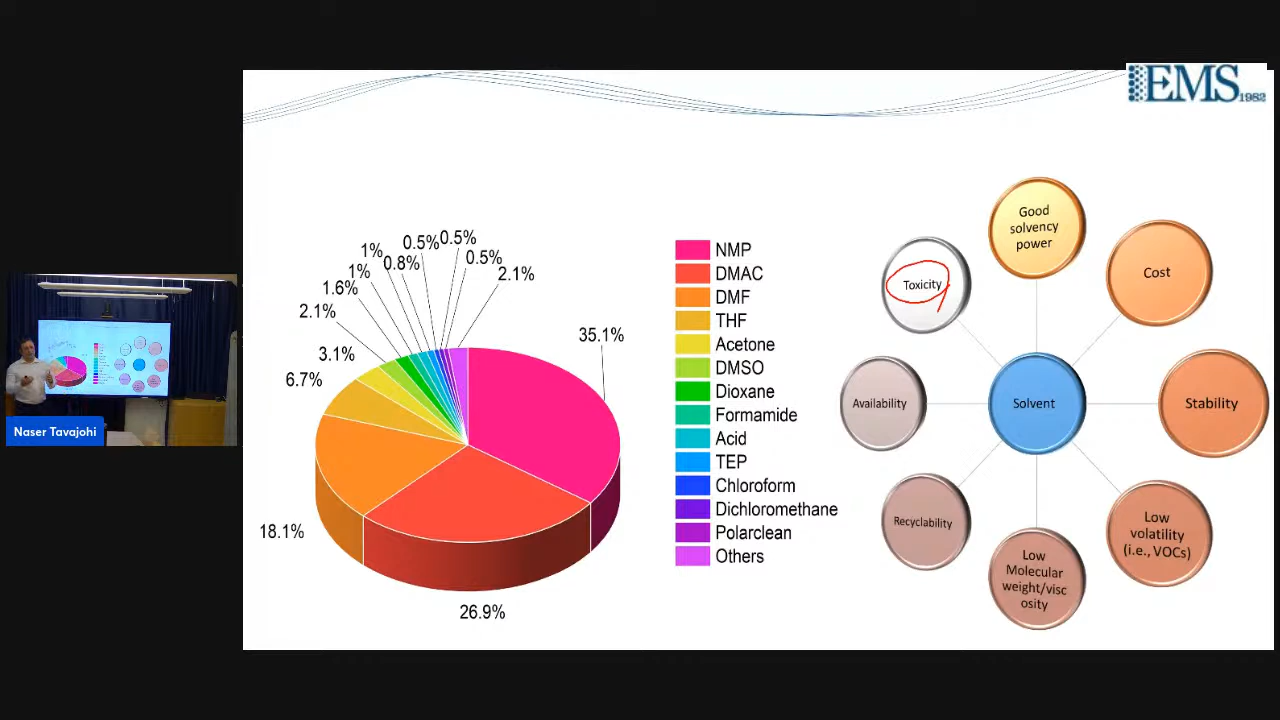 EMS 1982
0.5%
0.5%
1%
0.8%
0.5%
1%
2.1%
1.6%
2.1%
3.1%
35.1%
6.7%
18.1%
26.9%
NMP
DMAC
DMF
THF
Acetone
DMSO
Dioxane
Formamide
Acid
TEP
Chloroform
Dichloromethane
Polarclean
Others
Good
solvency
power
Cost
Stability
Low
volatility
(i.e., VOCs)
Low
Molecular
weight/visc
osity
Recyclability
Availability
Toxicity
Solvent
Naser Tavajohi